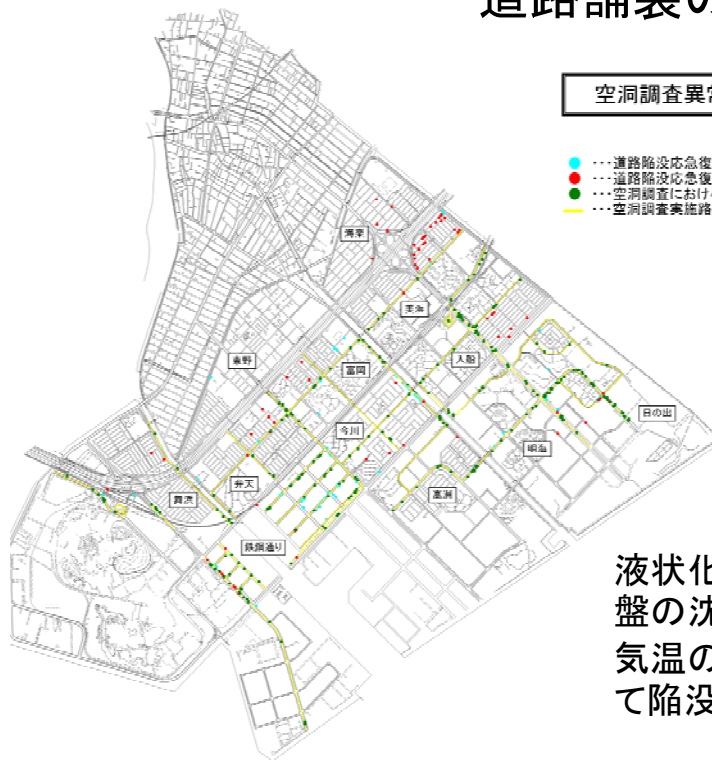 道路舗装の
空洞調査異常
・・・道路陥没応急復
・・・道路陥没応急復
・・・空洞調査における
・・・空洞調査実施路
海楽
美浜
東野
富岡
入船
今川
日の出
明海
弁天
高洲
舞浜
鉄鋼通り
液状化
盤の沈
気温の
て陥没